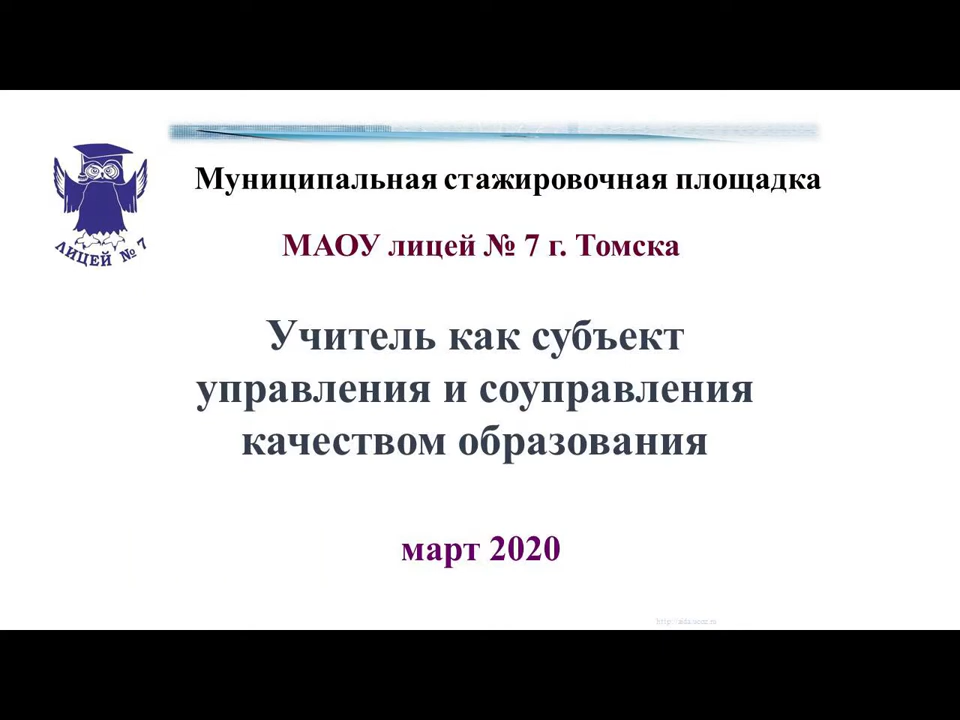 Муниципальная стажировочная площадка
ЛИЦЕЙ № 7
МАОУ лицей № 7 г. Томска
Учитель как субъект
управления и соуправления
качеством образования
март 2020